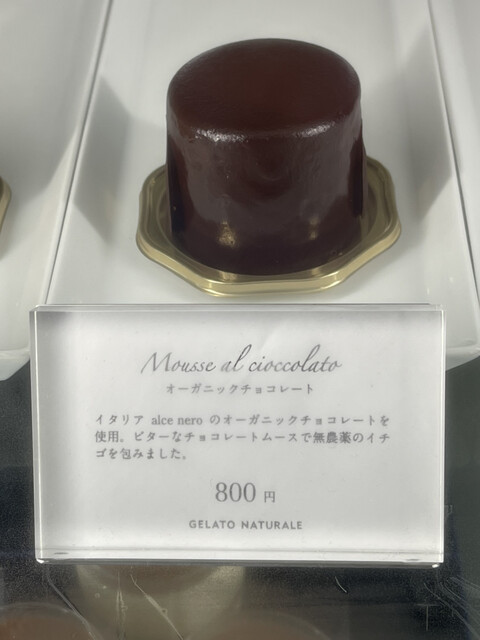 Mousse al cioccolato
オーガニックチョコレート
イタリア alce nero のオーガニックチョコレートを
使用。ビターなチョコレートムースで無農薬のイチ
ゴを包みました。
800 円
GELATO NATURALE